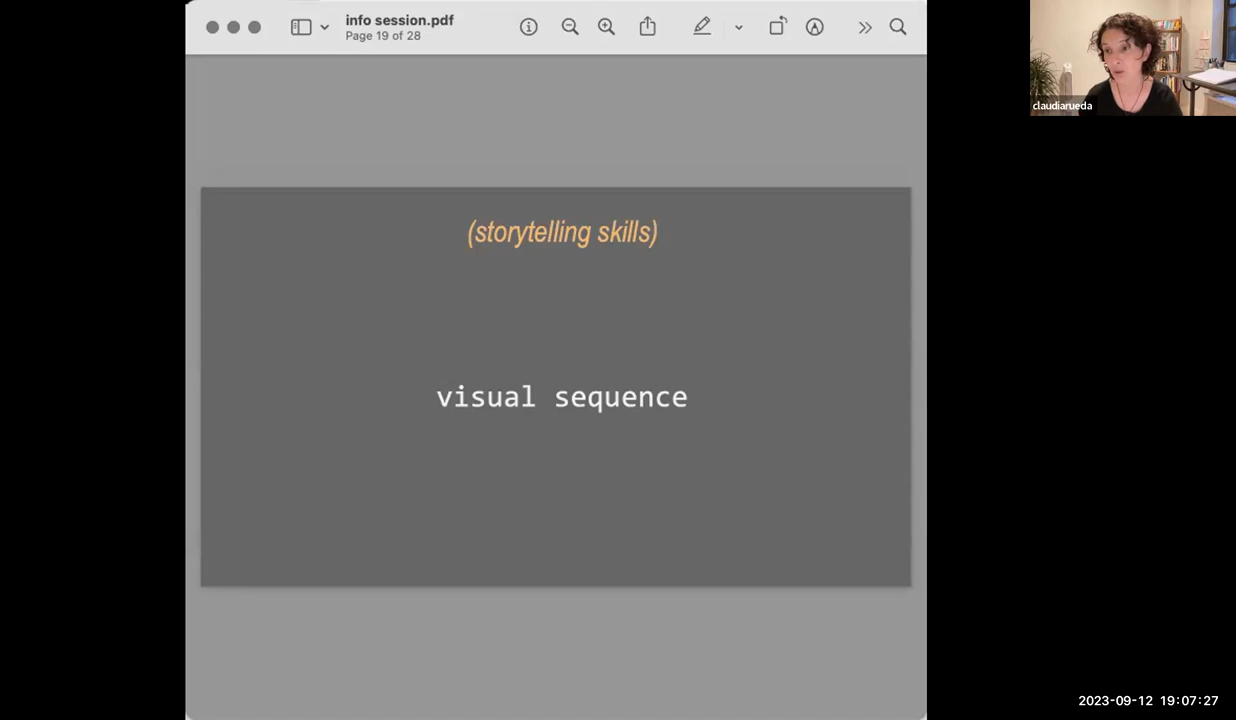 info session.pdf
Page 19 of 28
claudiarueda
(storytelling skills)
visual sequence
2023-09-12 19:07:27